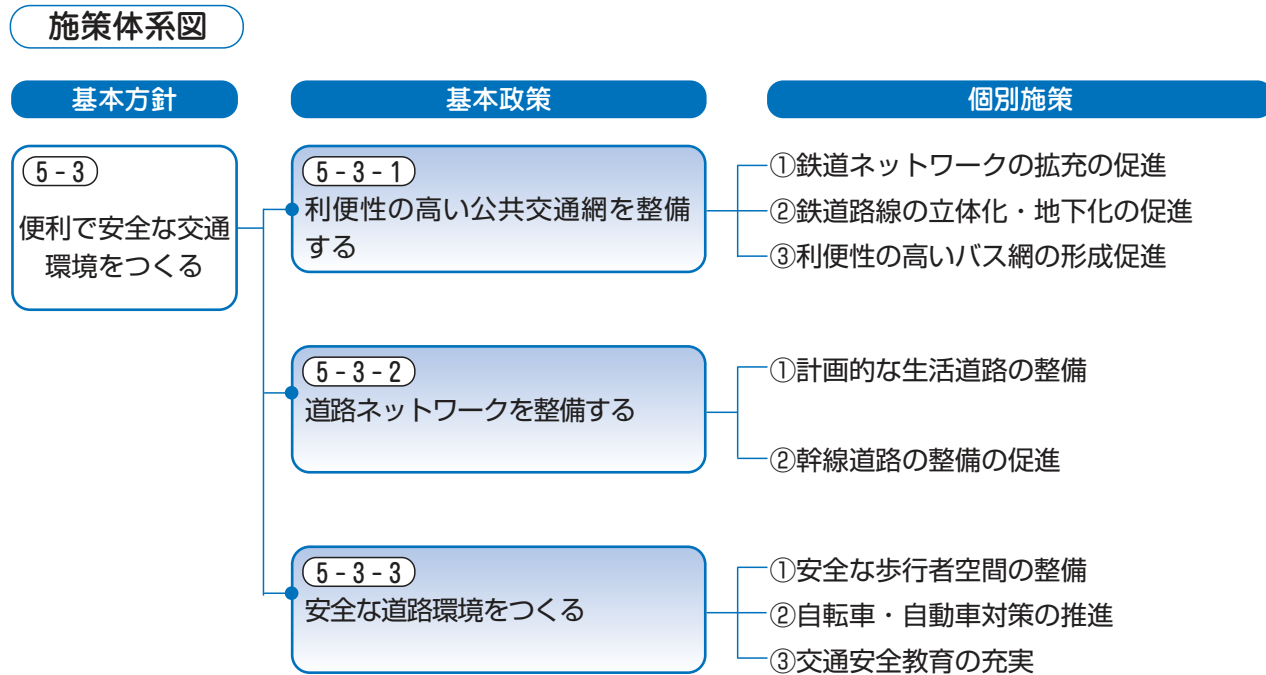 施策体系図
基本方針
基本政策
個別施策
5-3
便利で安全な交通
環境をつくる
5-3-1
利便性の高い公共交通網を整備
する
①鉄道ネットワークの拡充の促進
②鉄道路線の立体化・地下化の促進
③利便性の高いバス網の形成促進
5-3-2
道路ネットワークを整備する
①計画的な生活道路の整備
②幹線道路の整備の促進
5-3-3
安全な道路環境をつくる
①安全な歩行者空間の整備
②自転車・自動車対策の推進
③交通安全教育の充実